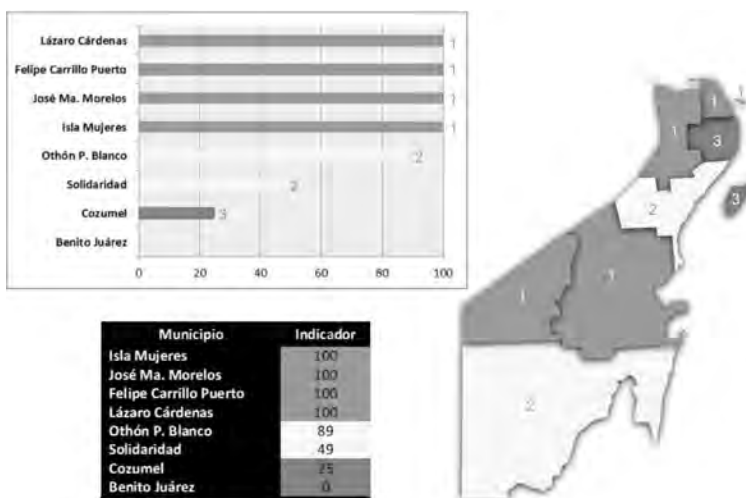 Lázaro Cárdenas 1
Felipe Carrillo Puerto 1
José Ma. Morelos 1
Isla Mujeres 1
Othón P. Blanco 2
Solidaridad 2
Cozumel 3
Benito Juárez
0 20 40 60 80 100
1
1
1
3
2
3
1
1
2
Municipio Indicador
Isla Mujeres 100
José Ma. Morelos 100
Felipe Carrillo Puerto 100
Lázaro Cárdenas 100
Othón P. Blanco 89
Solidaridad 49
Cozumel 25
Benito Juárez 0